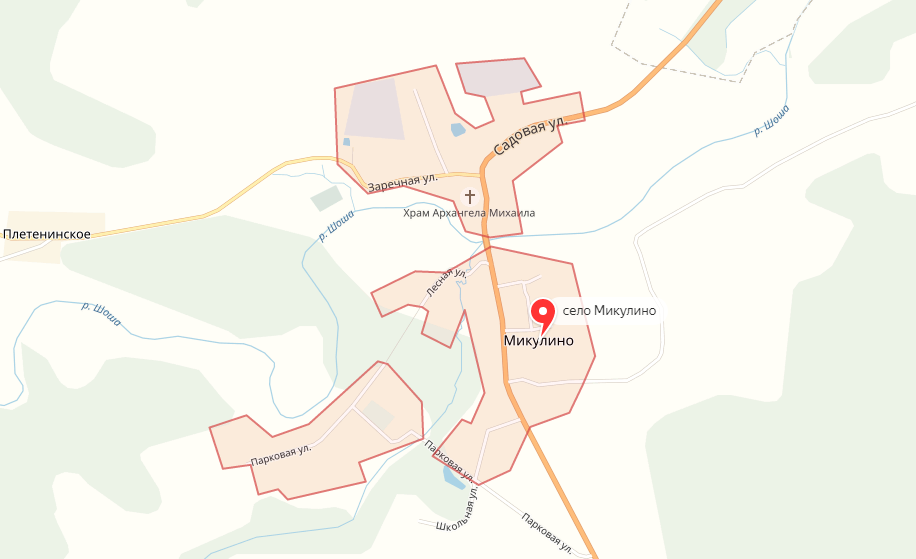 р. Шоша
Садовая ул.
Заречная ул.
Храм Архангела Михаила
р. Шоша
Плетенинское
Лесная ул.
р. Шоша
село Микулино
Микулино
Парковая ул.
Парковая ул.
Школьная ул.
Парковая ул.